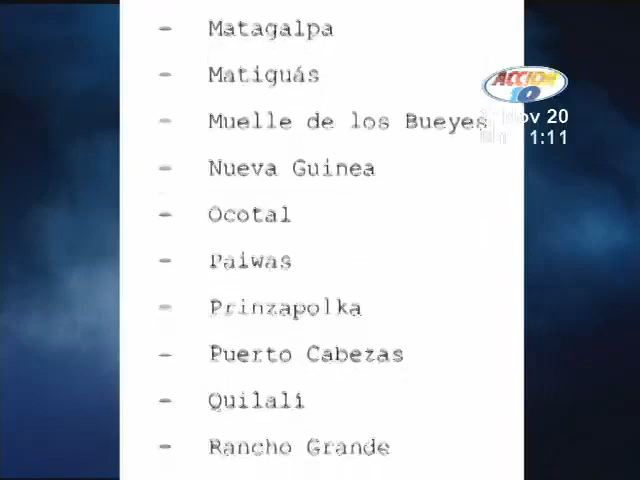 - Matagalpa
- Matiguás
- Muelle de los Bueyes
- Nueva Guinea
- Ocotal
- Paiwas
- Prinzapolka
- Puerto Cabezas
- Quilalí
- Rancho Grande
ACCION
10
Nov 20
1:11